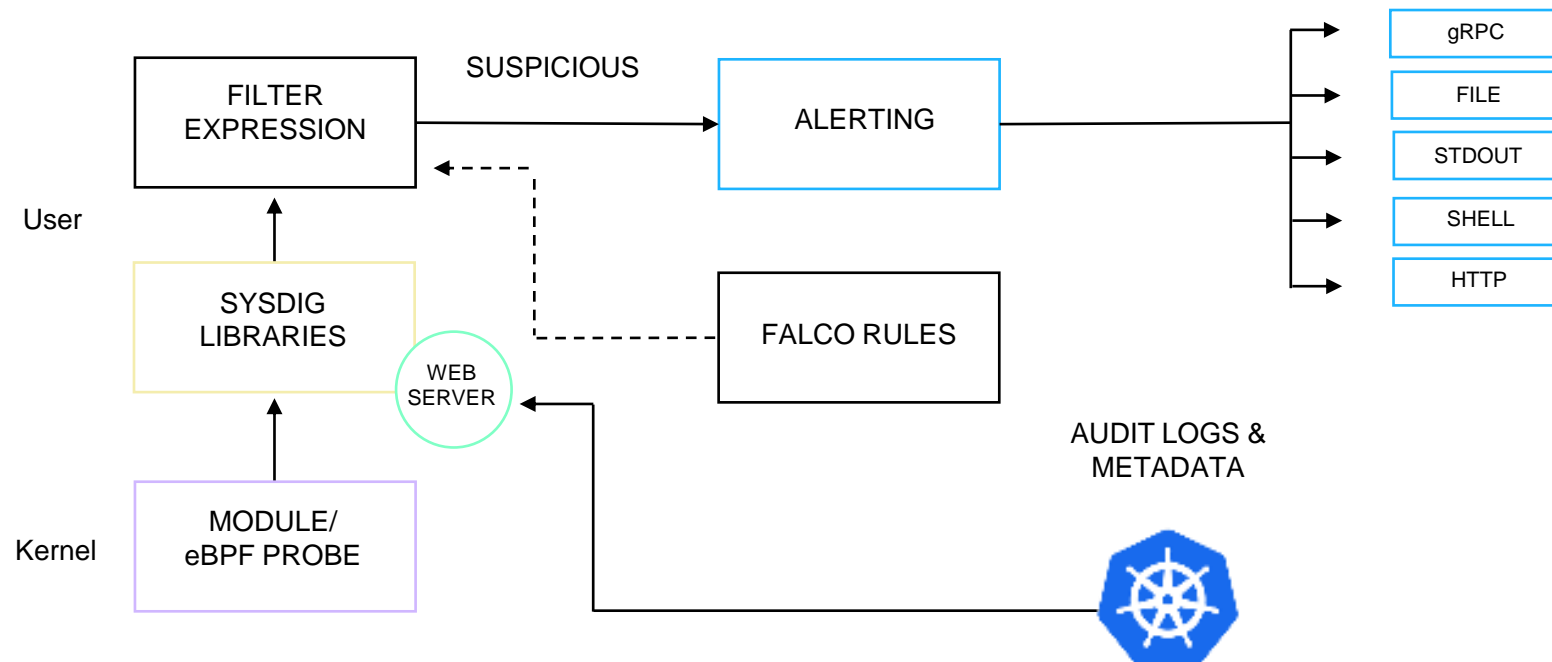 gRPC
SUSPICIOUS
FILTER
EXPRESSION
ALERTING
FILE
STDOUT
User
SHELL
HTTP
SYSDIG
LIBRARIES
FALCO RULES
WEB
SERVER
AUDIT LOGS &
METADATA
MODULE/
eBPF PROBE
Kernel